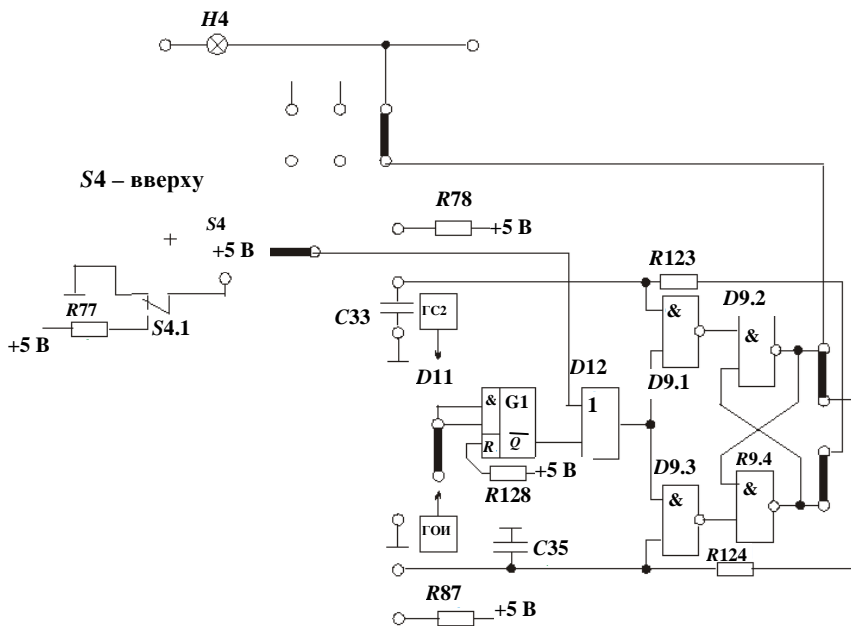 H4
S4 – вверху
R78
+5 В
S4
+5 В
R123
R77
S4.1
+5 В
C33
ГС2
D9.2
&
&
D11
D12
D9.1
&
G1
1
R
Q
+5 В
R128
D9.3
R9.4
&
&
ГОИ
C35
R124
R87
+5 В